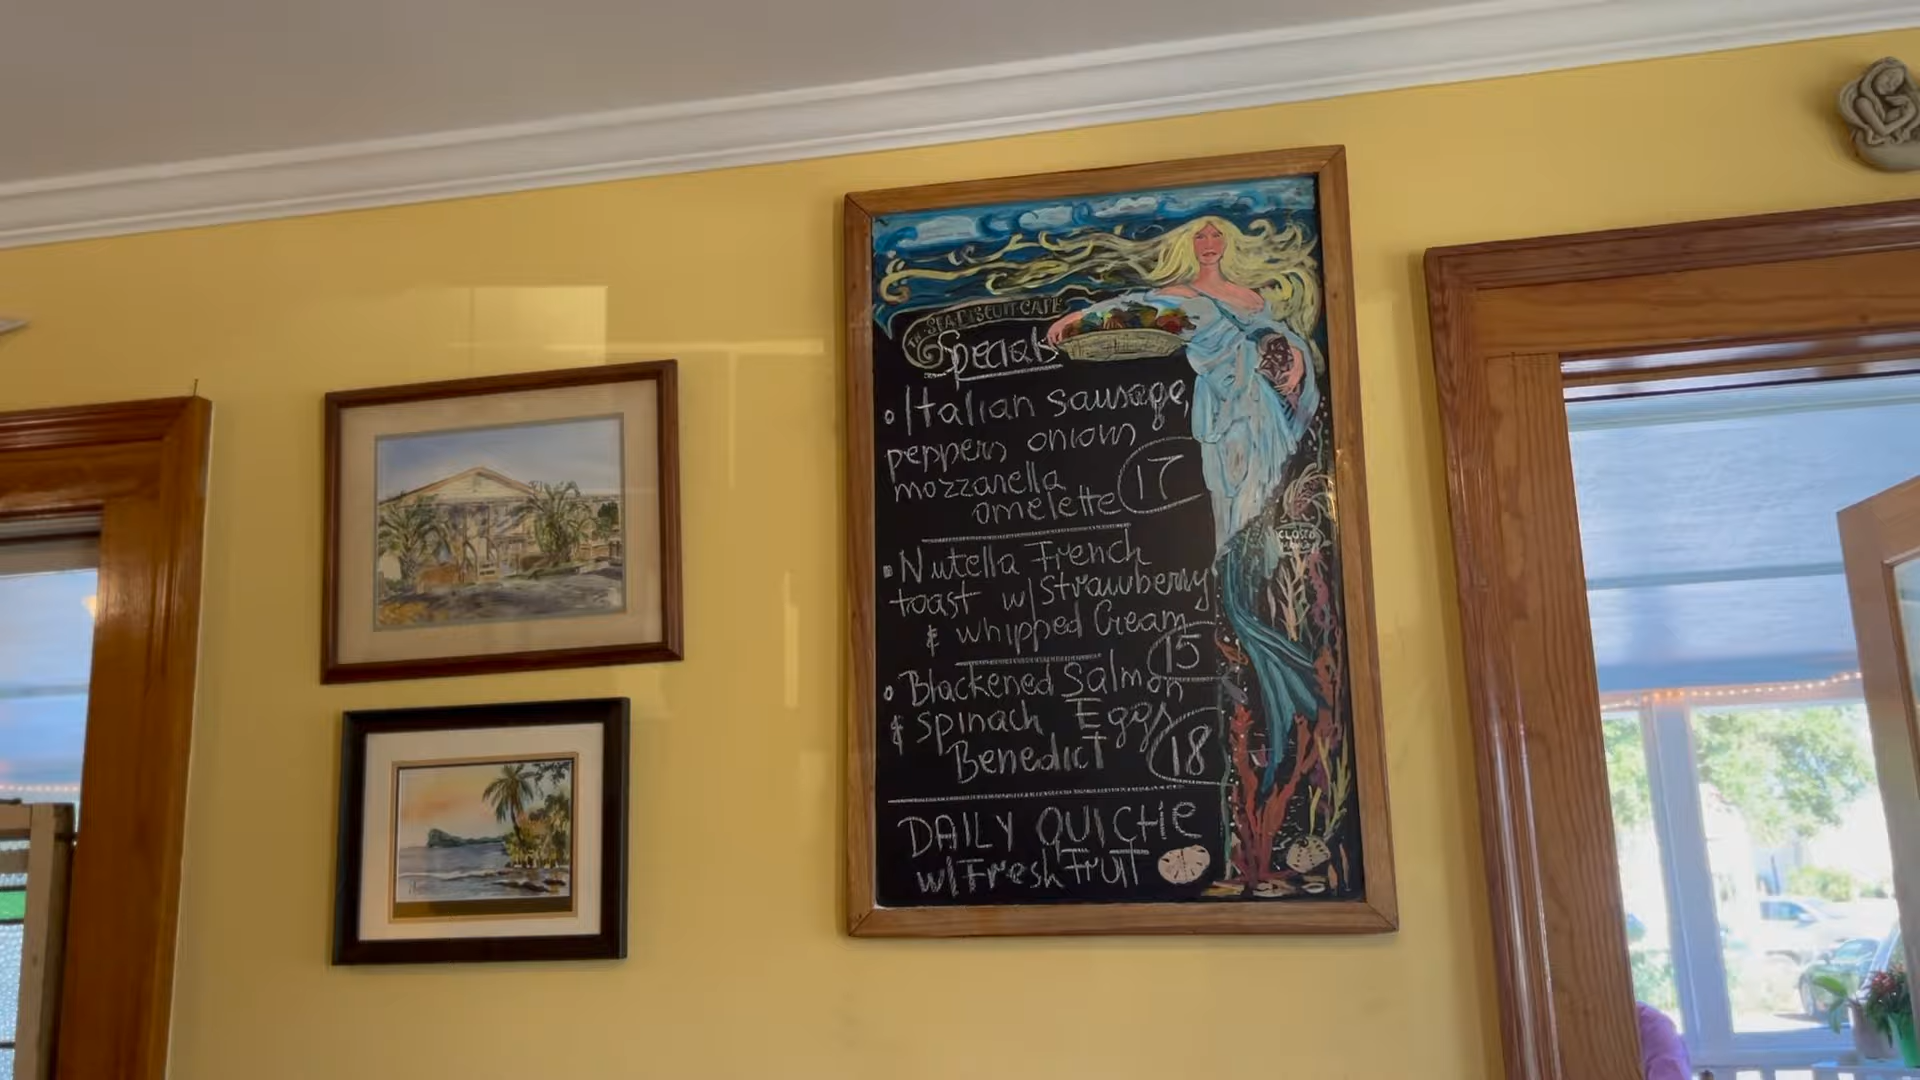 THE SEA BISCUIT CAFE
Specials
Italian sausage,
peppers onions
mozzarella
omelette 17
Nutella French
toast w/ Strawberry
& whipped Cream
15
Blackened Salmon
& spinach Eggs
Benedict 18
DAILY QUICHE
w/ Fresh Fruit
CLOSED